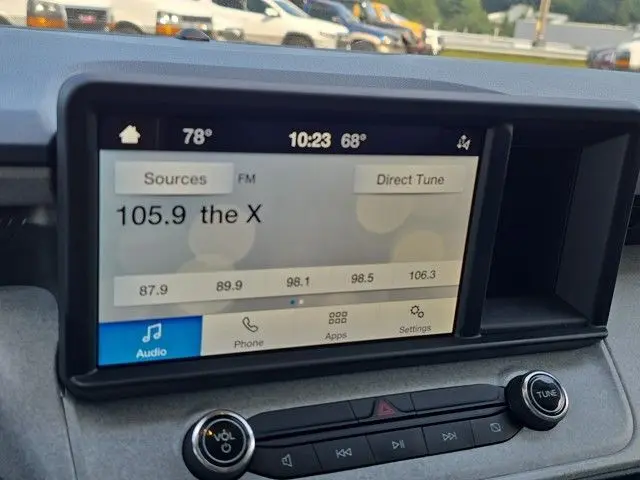 78° 10:23 68°
Sources FM Direct Tune
105.9 the X
87.9 89.9 98.1 98.5 106.3
Audio Phone Apps Settings
VOL TUNE